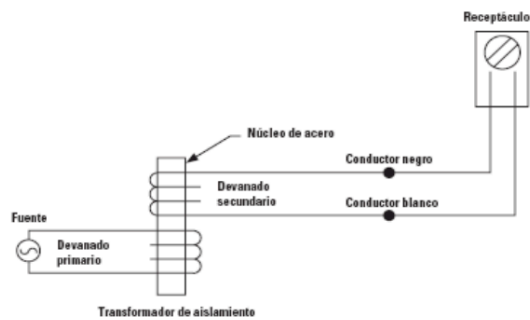 Receptáculo
Núcleo de acero
Conductor negro
Devanado
secundario
Conductor blanco
Fuente
Devanado
primario
Transformador de aislamiento